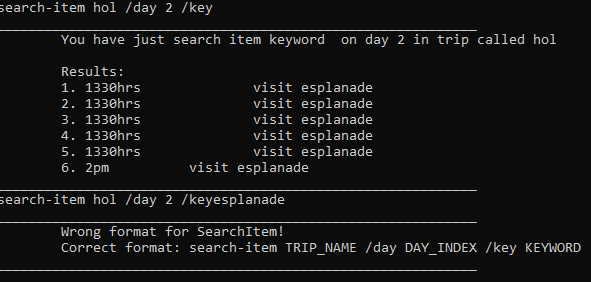 search-item hol /day 2 /key
____________________________________________________________
You have just search item keyword  on day 2 in trip called hol
Results:
1. 1330hrs              visit esplanade
2. 1330hrs              visit esplanade
3. 1330hrs              visit esplanade
4. 1330hrs              visit esplanade
5. 1330hrs              visit esplanade
6. 2pm          visit esplanade
____________________________________________________________
search-item hol /day 2 /keyesplanade
____________________________________________________________
Wrong format for SearchItem!
Correct format: search-item TRIP_NAME /day DAY_INDEX /key KEYWORD
____________________________________________________________